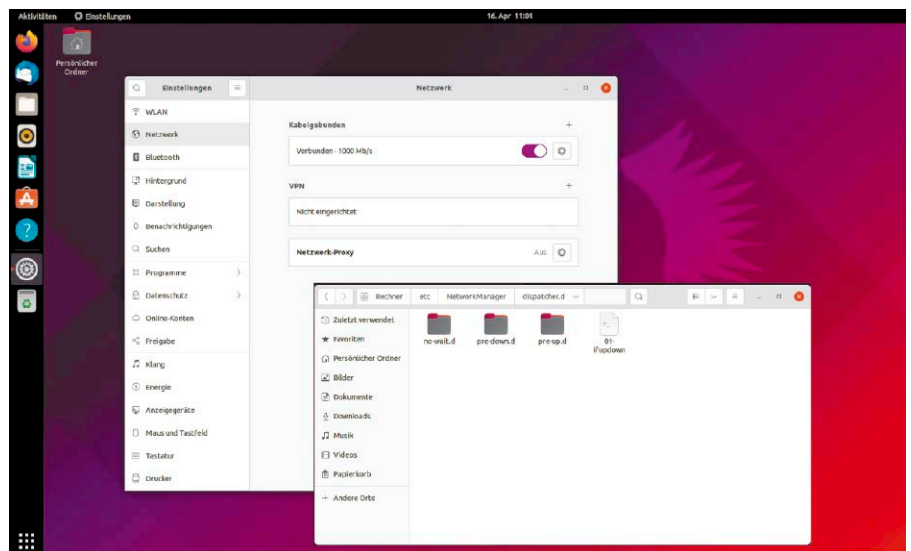 Aktivitäten
Einstellungen
16. Apr 11:01
Persönlicher
Ordner
Einstellungen
Netzwerk
WLAN
Netzwerk
Bluetooth
Hintergrund
Darstellung
Benachrichtigungen
Suchen
Programme
Datenschutz
Online-Konten
Freigabe
Klang
Energie
Anzeigegeräte
Maus und Tastfeld
Tastatur
Drucker
Kabelgebunden
Verbunden - 1000 Mb/s
VPN
Nicht eingerichtet
Netzwerk-Proxy
Aus
Rechner etc NetworkManager dispatcher.d
Zuletzt verwendet
Favoriten
Persönlicher Ordner
Bilder
Dokumente
Downloads
Musik
Videos
Papierkorb
Andere Orte
no-wait.d
pre-down.d
pre-up.d
01-
ifupdown